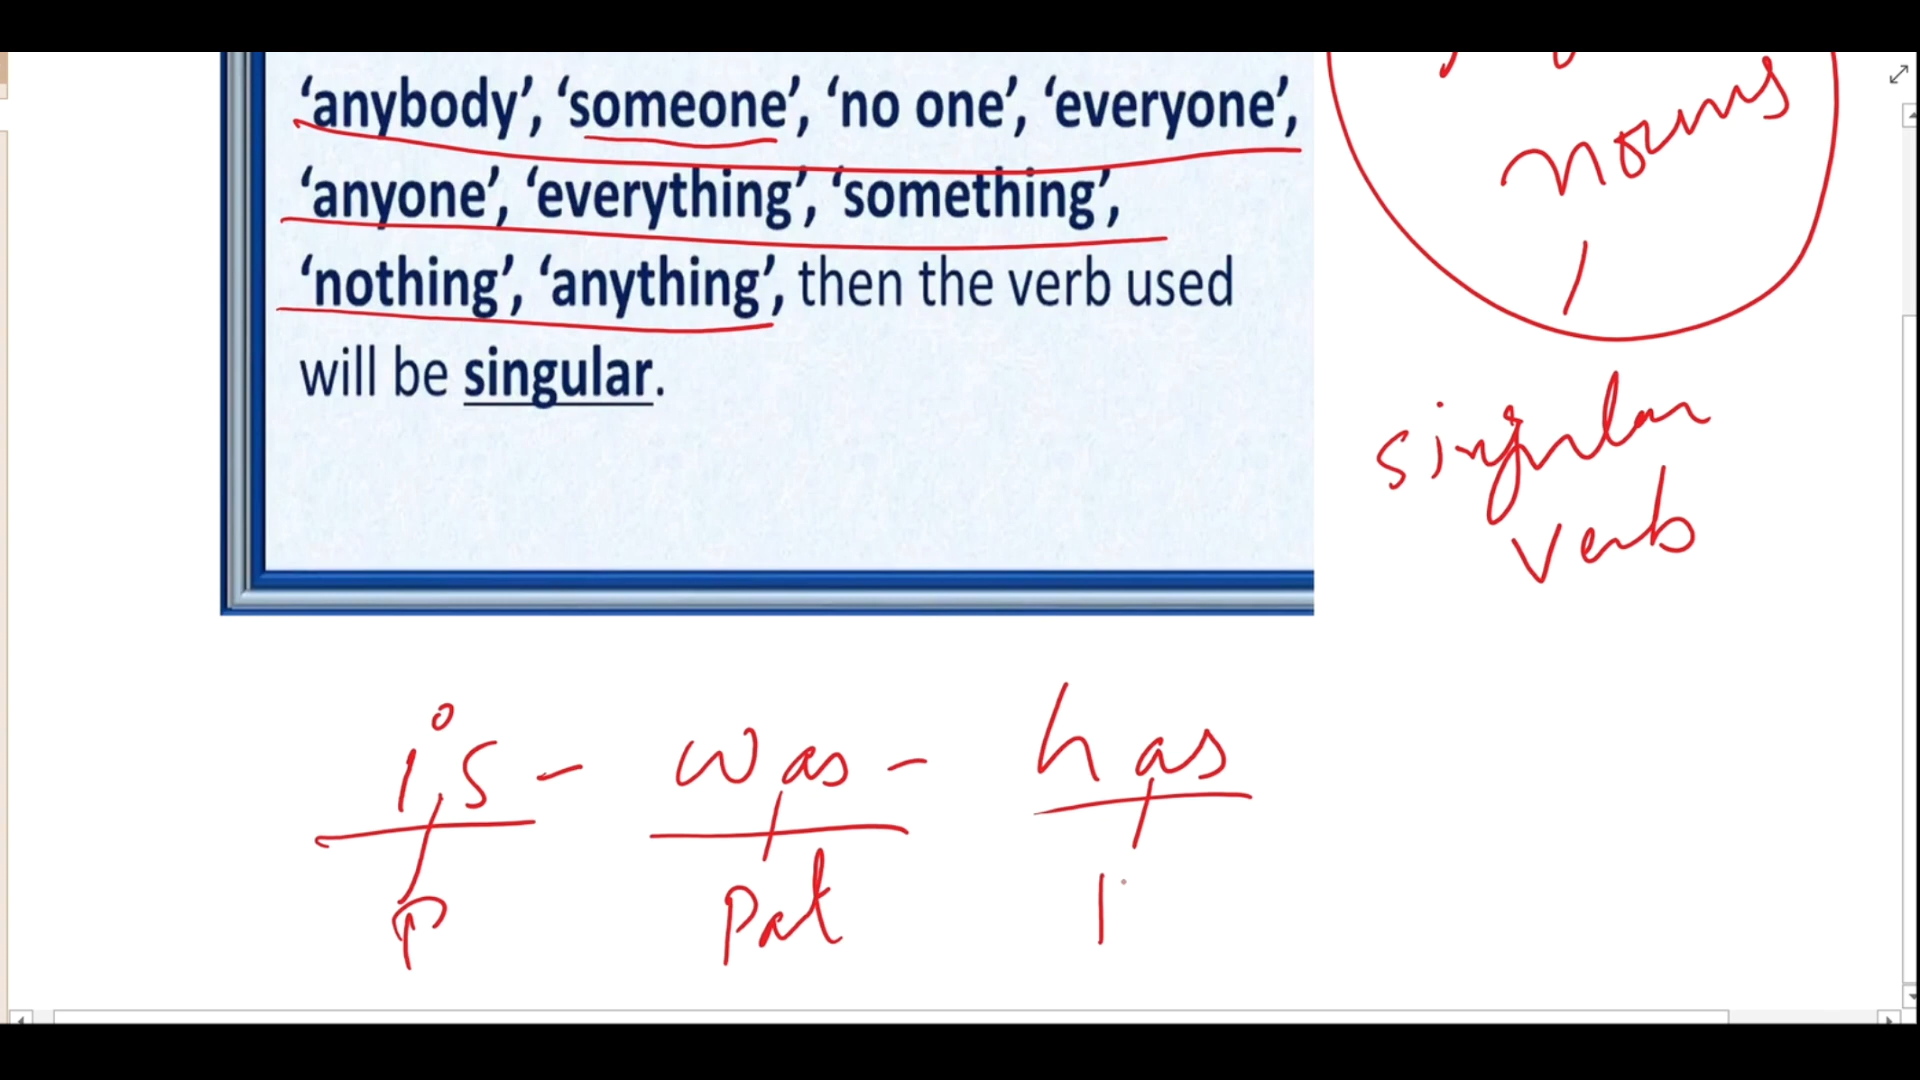 ‘anybody’, ‘someone’, ‘no one’, ‘everyone’,
‘anyone’, ‘everything’, ‘something’,
‘nothing’, ‘anything’, then the verb used
will be singular.
nouns
singular
verb
is - was - has
P
Past